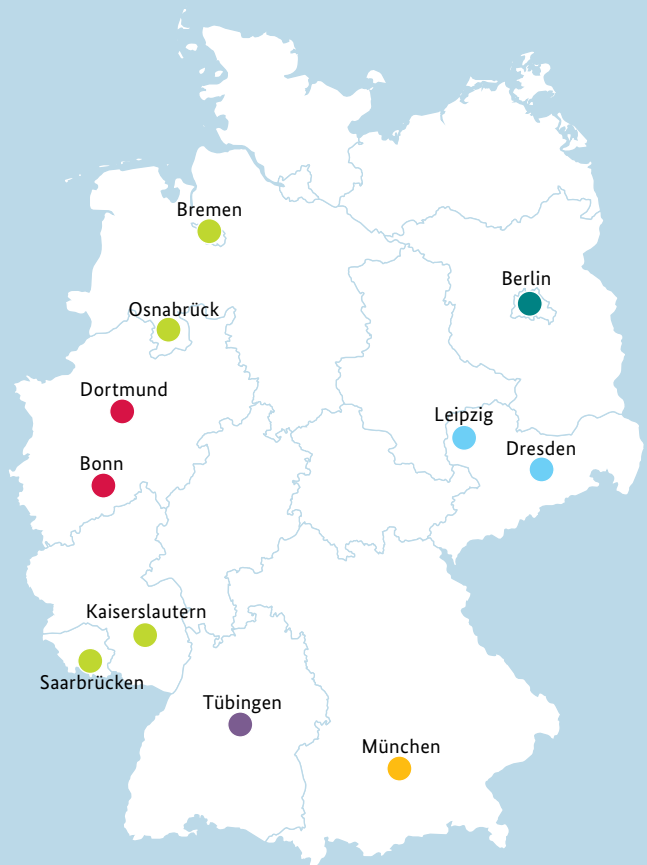 Bremen
Berlin
Osnabrück
Dortmund
Leipzig
Dresden
Bonn
Kaiserslautern
Saarbrücken
Tübingen
München